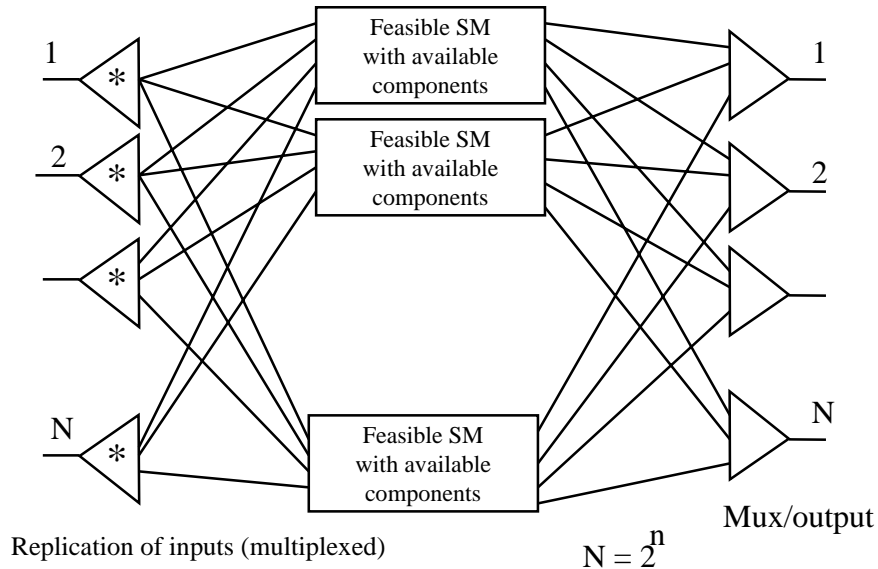 Feasible SM
with available
components
1
*
1
Feasible SM
with available
components
2
*
2
*
N
*
Feasible SM
with available
components
N
Mux/output
Replication of inputs (multiplexed)
N = 2^n